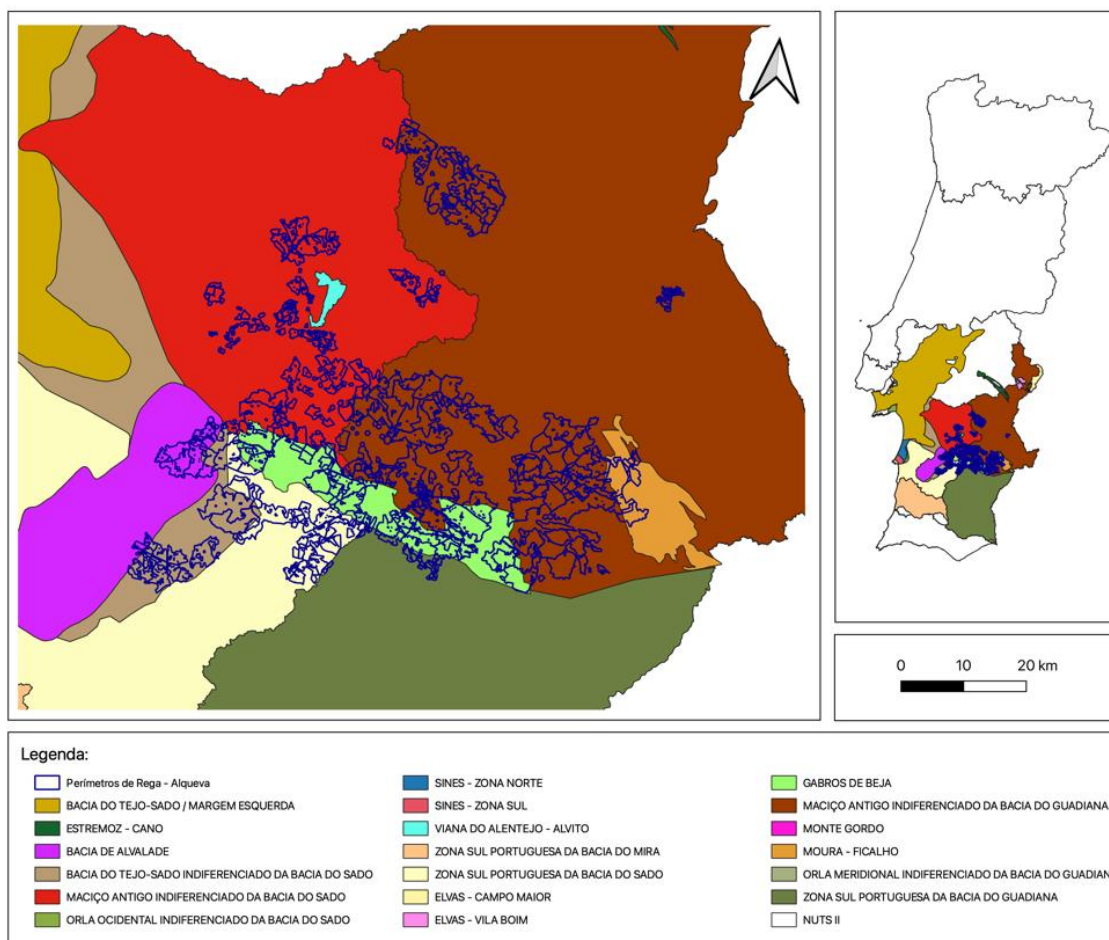 0 10 20 km
Legenda:
Perímetros de Rega - Alqueva
BACIA DO TEJO-SADO / MARGEM ESQUERDA
ESTREMOZ - CANO
BACIA DE ALVALADE
BACIA DO TEJO-SADO INDIFERENCIADO DA BACIA DO SADO
MACIÇO ANTIGO INDIFERENCIADO DA BACIA DO SADO
ORLA OCIDENTAL INDIFERENCIADO DA BACIA DO SADO
SINES - ZONA NORTE
SINES - ZONA SUL
VIANA DO ALENTEJO - ALVITO
ZONA SUL PORTUGUESA DA BACIA DO MIRA
ZONA SUL PORTUGUESA DA BACIA DO SADO
ELVAS - CAMPO MAIOR
ELVAS - VILA BOIM
GABROS DE BEJA
MACIÇO ANTIGO INDIFERENCIADO DA BACIA DO GUADIANA
MONTE GORDO
MOURA - FICALHO
ORLA MERIDIONAL INDIFERENCIADO DA BACIA DO GUADIAN
ZONA SUL PORTUGUESA DA BACIA DO GUADIANA
NUTS II